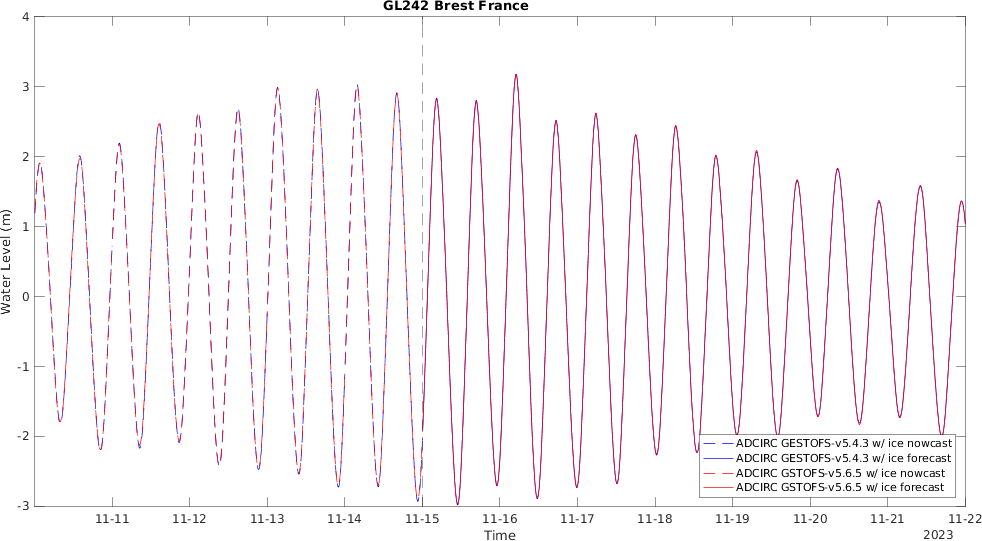 GL242 Brest France
4
3
2
1
0
-1
-2
-3
Water Level (m)
ADCIRC GESTOFS-v5.4.3 w/ ice nowcast
ADCIRC GESTOFS-v5.4.3 w/ ice forecast
ADCIRC GSTOFS-v5.6.5 w/ ice nowcast
ADCIRC GSTOFS-v5.6.5 w/ ice forecast
11-11 11-12 11-13 11-14 11-15 11-16 11-17 11-18 11-19 11-20 11-21 11-22
Time
2023